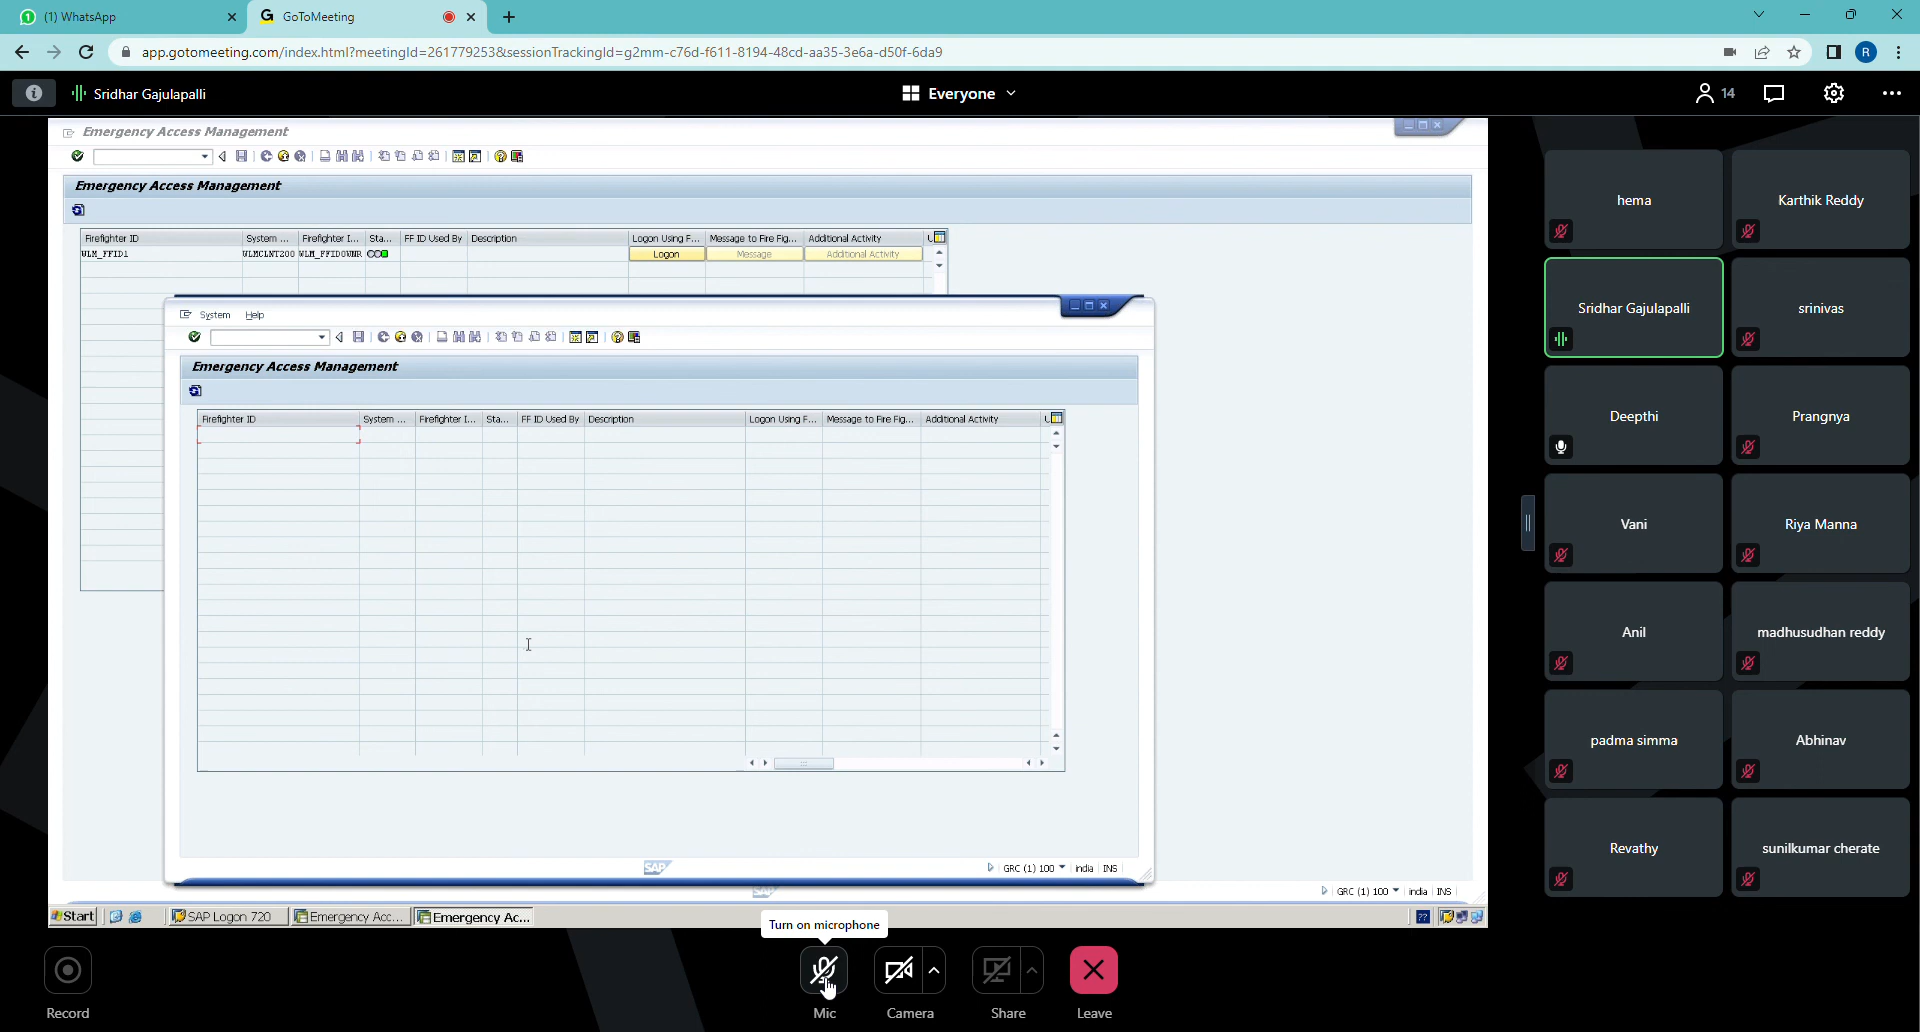 (1) WhatsApp
GoToMeeting
app.gotomeeting.com/index.html?meetingId=261779253&sessionTrackingId=g2mm-c76d-f611-8194-48cd-aa35-3e6a-d50f-6da9
R
Sridhar Gajulapalli
Everyone
14
Emergency Access Management
Emergency Access Management
Firefighter ID System ... Firefighter I... Sta... FF ID Used By Description Logon Using F... Message to Fire Fig... Additional Activity
WLM_FFID1 WLMCLNT200 WLM_FFIDOWNR Logon Message Additional Activity
System Help
Emergency Access Management
Firefighter ID System ... Firefighter I... Sta... FF ID Used By Description Logon Using F... Message to Fire Fig... Additional Activity
SAP
GRC (1) 100 india INS
SAP
GRC (1) 100 india INS
Start SAP Logon 720 Emergency Acc... Emergency Ac...
hema
Karthik Reddy
Sridhar Gajulapalli
srinivas
Deepthi
Prangnya
Vani
Riya Manna
Anil
madhusudhan reddy
padma simma
Abhinav
Revathy
sunilkumar cherate
Turn on microphone
Record
Mic
Camera
Share
Leave